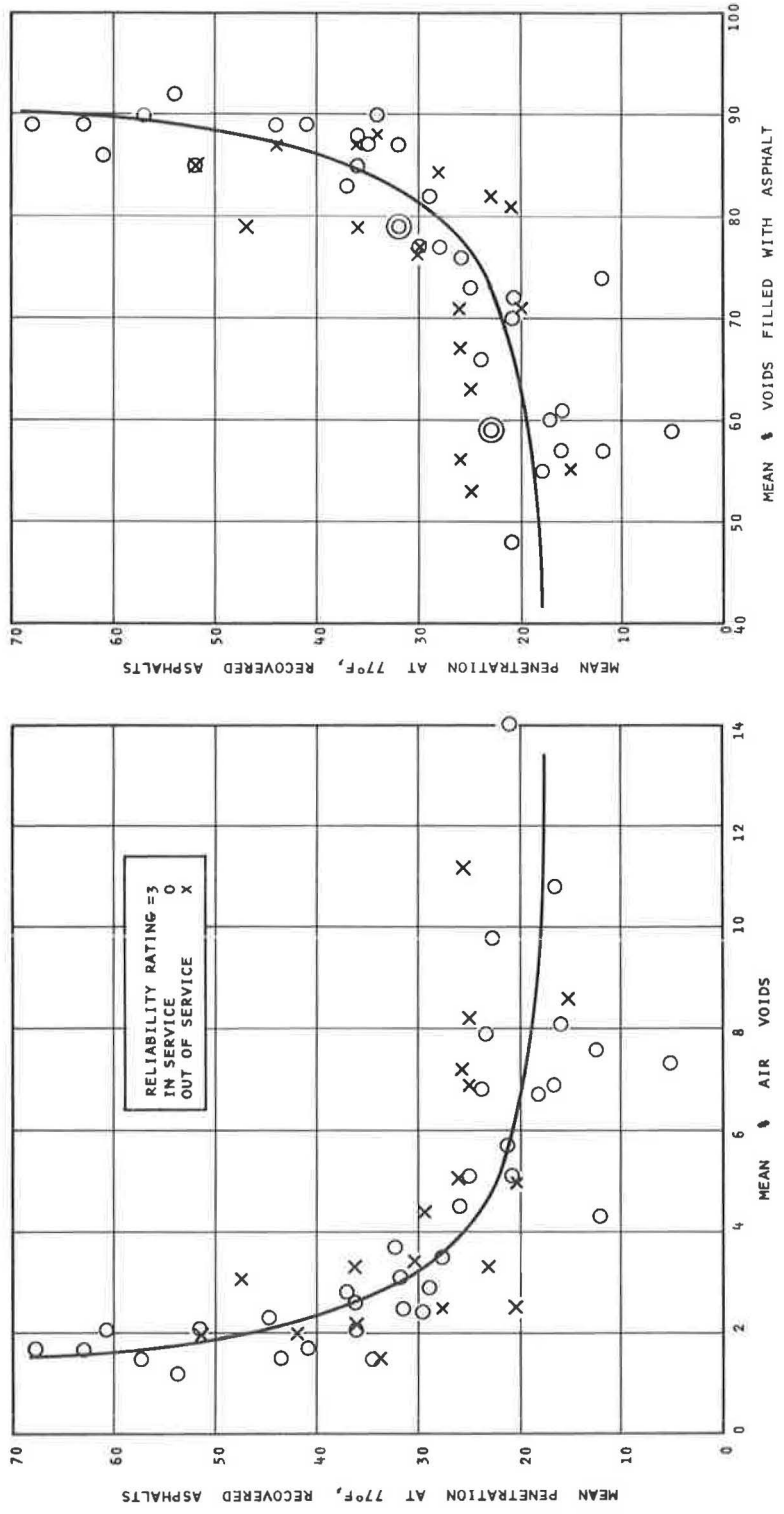 MEAN PENETRATION AT 77°F, RECOVERED ASPHALTS
70
60
50
40
30
20
10
0
RELIABILITY RATING =3
IN SERVICE O
OUT OF SERVICE X
0 2 4 6 8 10 12 14
MEAN % AIR VOIDS
MEAN PENETRATION AT 77°F, RECOVERED ASPHALTS
70
60
50
40
30
20
10
0
40 50 60 70 80 90 100
MEAN % VOIDS FILLED WITH ASPHALT